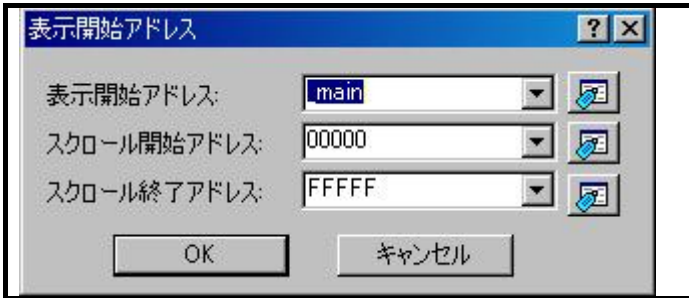 表示開始アドレス
表示開始アドレス: _main
スクロール開始アドレス: 00000
スクロール終了アドレス: FFFFF
OK キャンセル